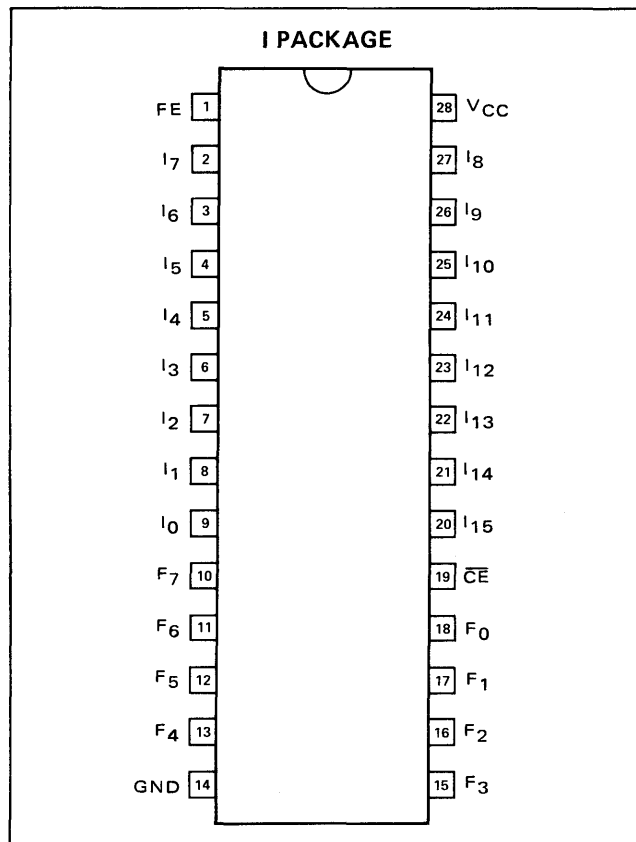 I PACKAGE
FE 1 28 VCC
I7 2 27 I8
I6 3 26 I9
I5 4 25 I10
I4 5 24 I11
I3 6 23 I12
I2 7 22 I13
I1 8 21 I14
I0 9 20 I15
F7 10 19 C̅E̅
F6 11 18 F0
F5 12 17 F1
F4 13 16 F2
GND 14 15 F3